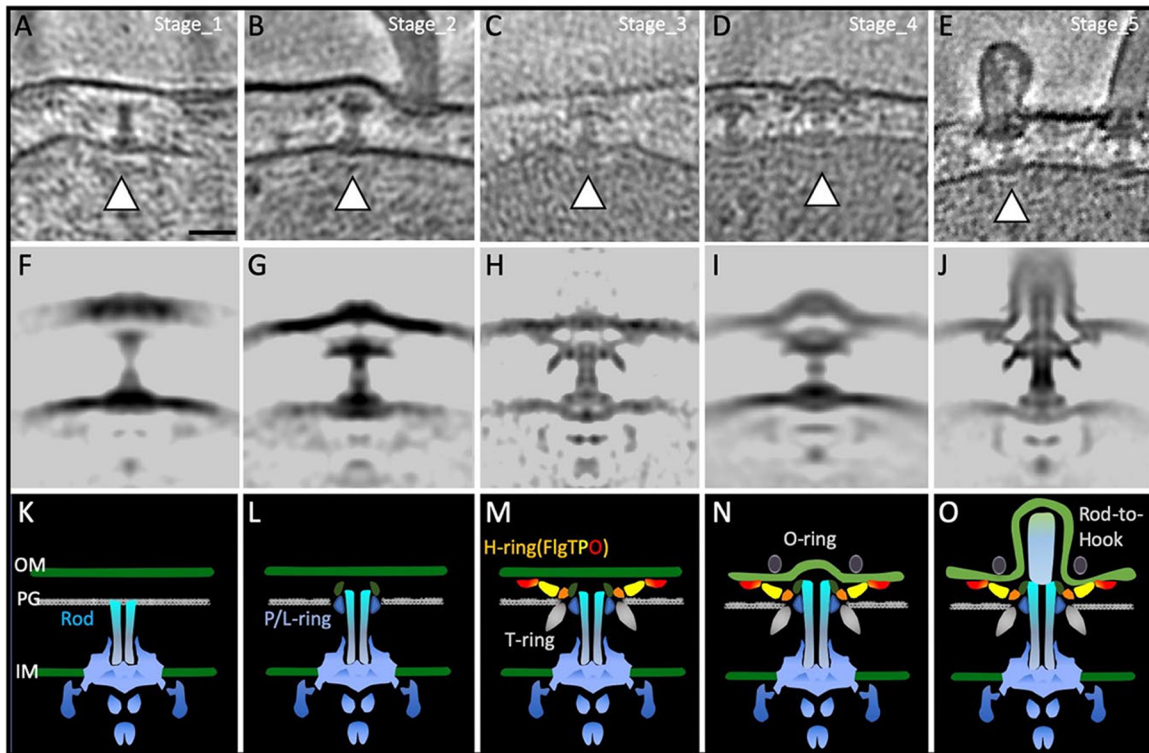 A Stage_1
B Stage_2
C Stage_3
D Stage_4
E Stage_5
F
G
H
I
J
K
L
M
N
O
H-ring(FlgTPO)
O-ring
Rod-to-
Hook
OM
PG
Rod
P/L-ring
T-ring
IM